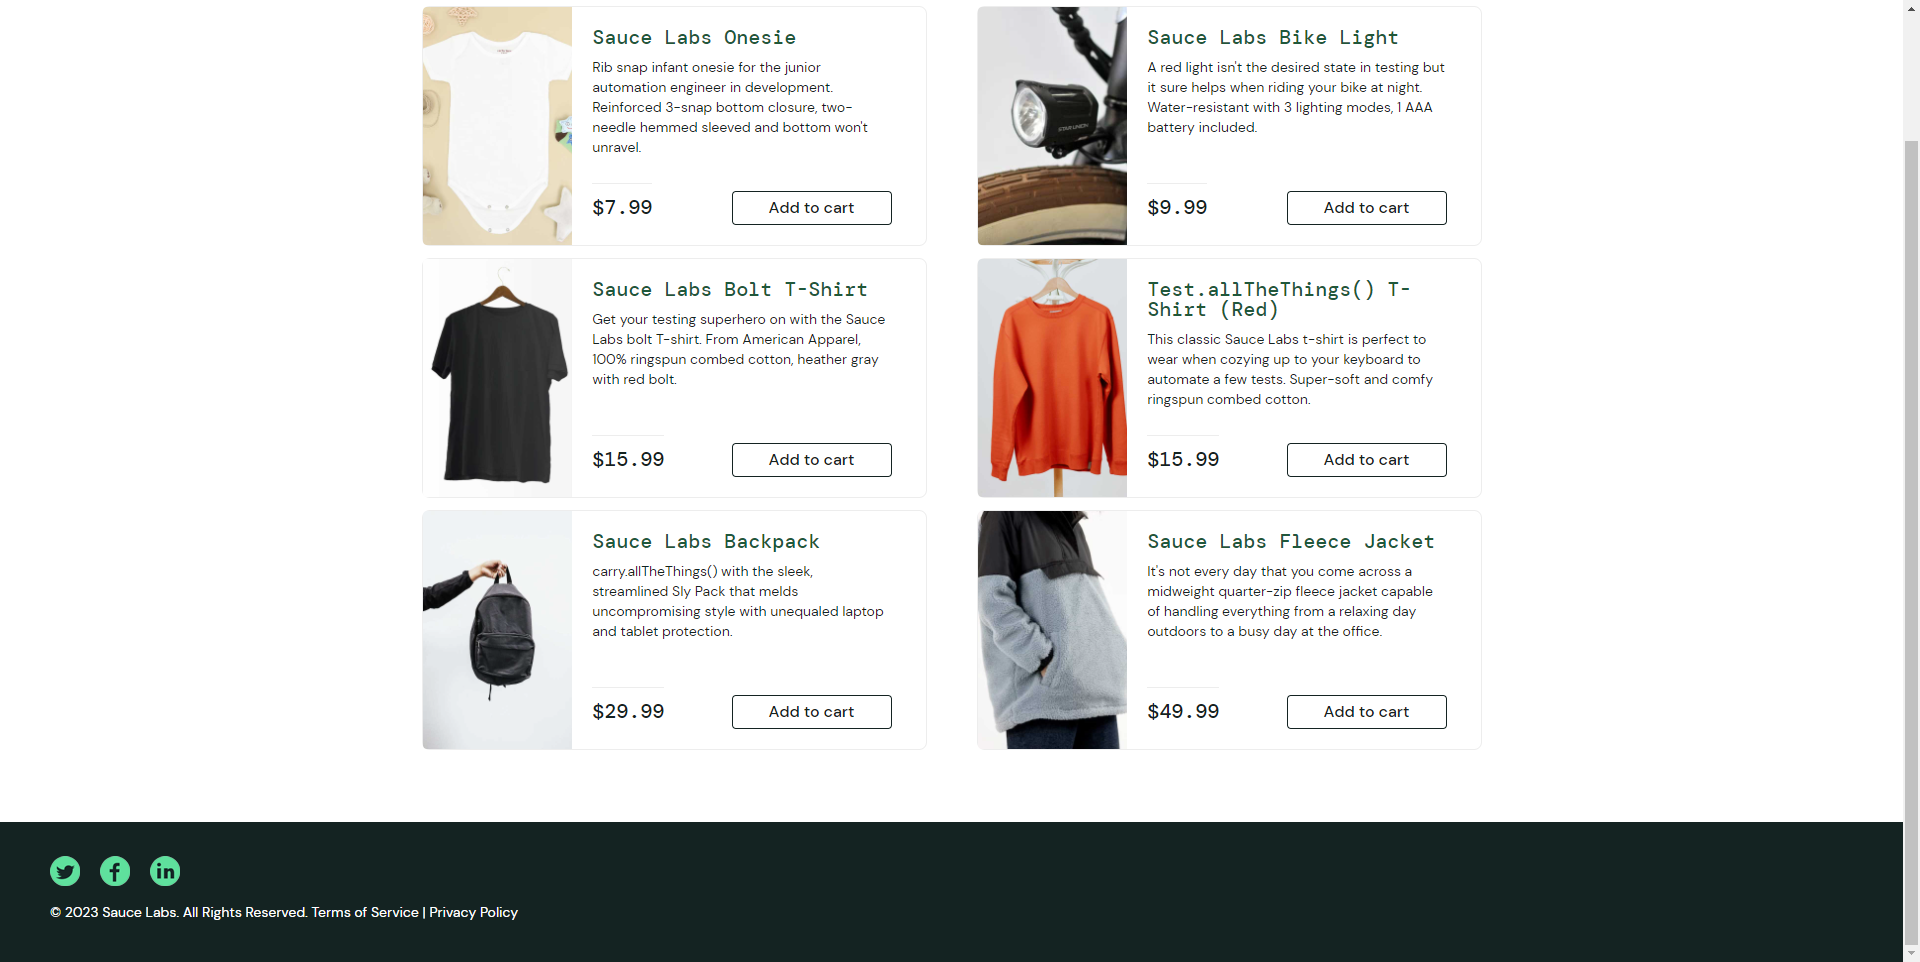 Sauce Labs Onesie
Rib snap infant onesie for the junior
automation engineer in development.
Reinforced 3-snap bottom closure, two-
needle hemmed sleeved and bottom won't
unravel.
$7.99
Add to cart
Sauce Labs Bike Light
A red light isn't the desired state in testing but
it sure helps when riding your bike at night.
Water-resistant with 3 lighting modes, 1 AAA
battery included.
$9.99
Add to cart
STAR UNION
Sauce Labs Bolt T-Shirt
Get your testing superhero on with the Sauce
Labs bolt T-shirt. From American Apparel,
100% ringspun combed cotton, heather gray
with red bolt.
$15.99
Add to cart
Test.allTheThings() T-
Shirt (Red)
This classic Sauce Labs t-shirt is perfect to
wear when cozying up to your keyboard to
automate a few tests. Super-soft and comfy
ringspun combed cotton.
$15.99
Add to cart
Sauce Labs Backpack
carry.allTheThings() with the sleek,
streamlined Sly Pack that melds
uncompromising style with unequaled laptop
and tablet protection.
$29.99
Add to cart
Sauce Labs Fleece Jacket
It's not every day that you come across a
midweight quarter-zip fleece jacket capable
of handling everything from a relaxing day
outdoors to a busy day at the office.
$49.99
Add to cart
© 2023 Sauce Labs. All Rights Reserved. Terms of Service | Privacy Policy